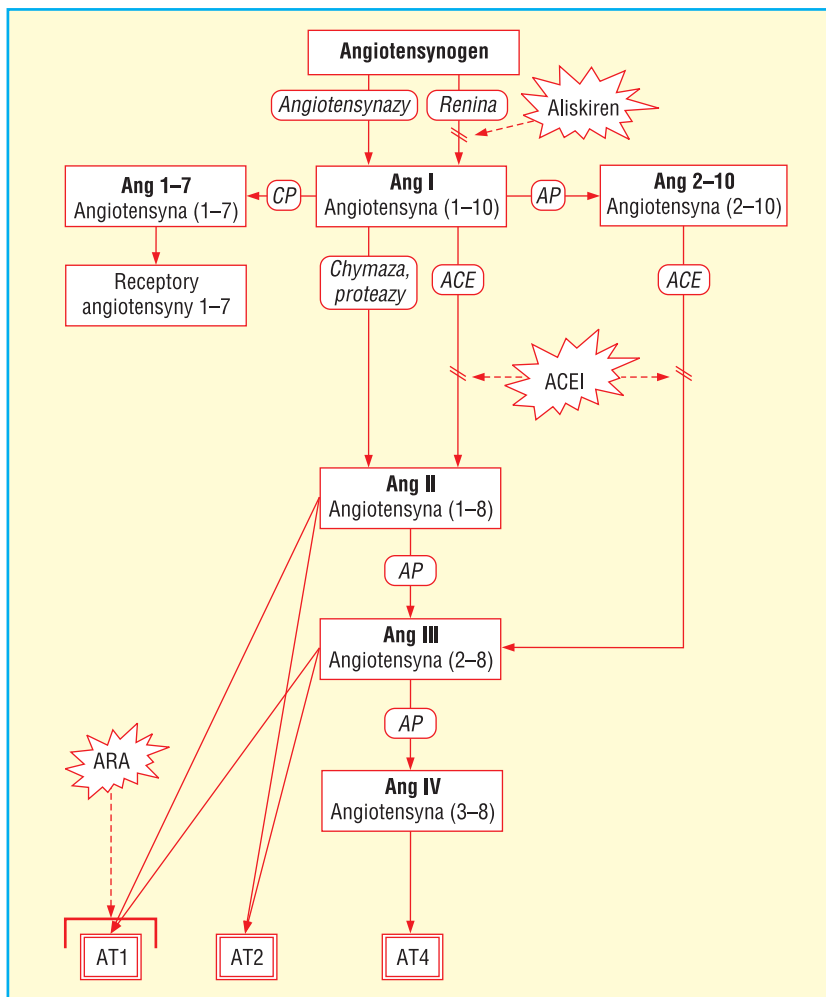 Angiotensynogen
Angiotensynazy
Renina
Aliskiren
Ang 1–7
Angiotensyna (1–7)
CP
Ang I
Angiotensyna (1–10)
AP
Ang 2–10
Angiotensyna (2–10)
Receptory
angiotensyny 1–7
Chymaza,
proteazy
ACE
ACE
ACEI
Ang II
Angiotensyna (1–8)
AP
Ang III
Angiotensyna (2–8)
AP
ARA
Ang IV
Angiotensyna (3–8)
AT1
AT2
AT4